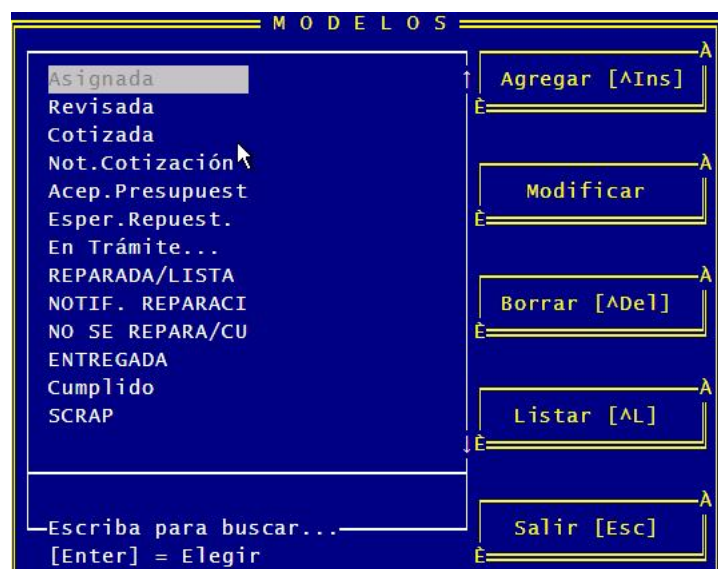 MODELOS
Asignada
Revisada
Cotizada
Not.Cotización
Acep.Presupuest
Esper.Repuest.
En Trámite...
REPARADA/LISTA
NOTIF. REPARACI
NO SE REPARA/CU
ENTREGADA
Cumplido
SCRAP
Escriba para buscar...
[Enter] = Elegir
À
Agregar [^Ins]
È
À
Modificar
È
À
Borrar [^Del]
È
À
Listar [^L]
È
À
Salir [Esc]
È